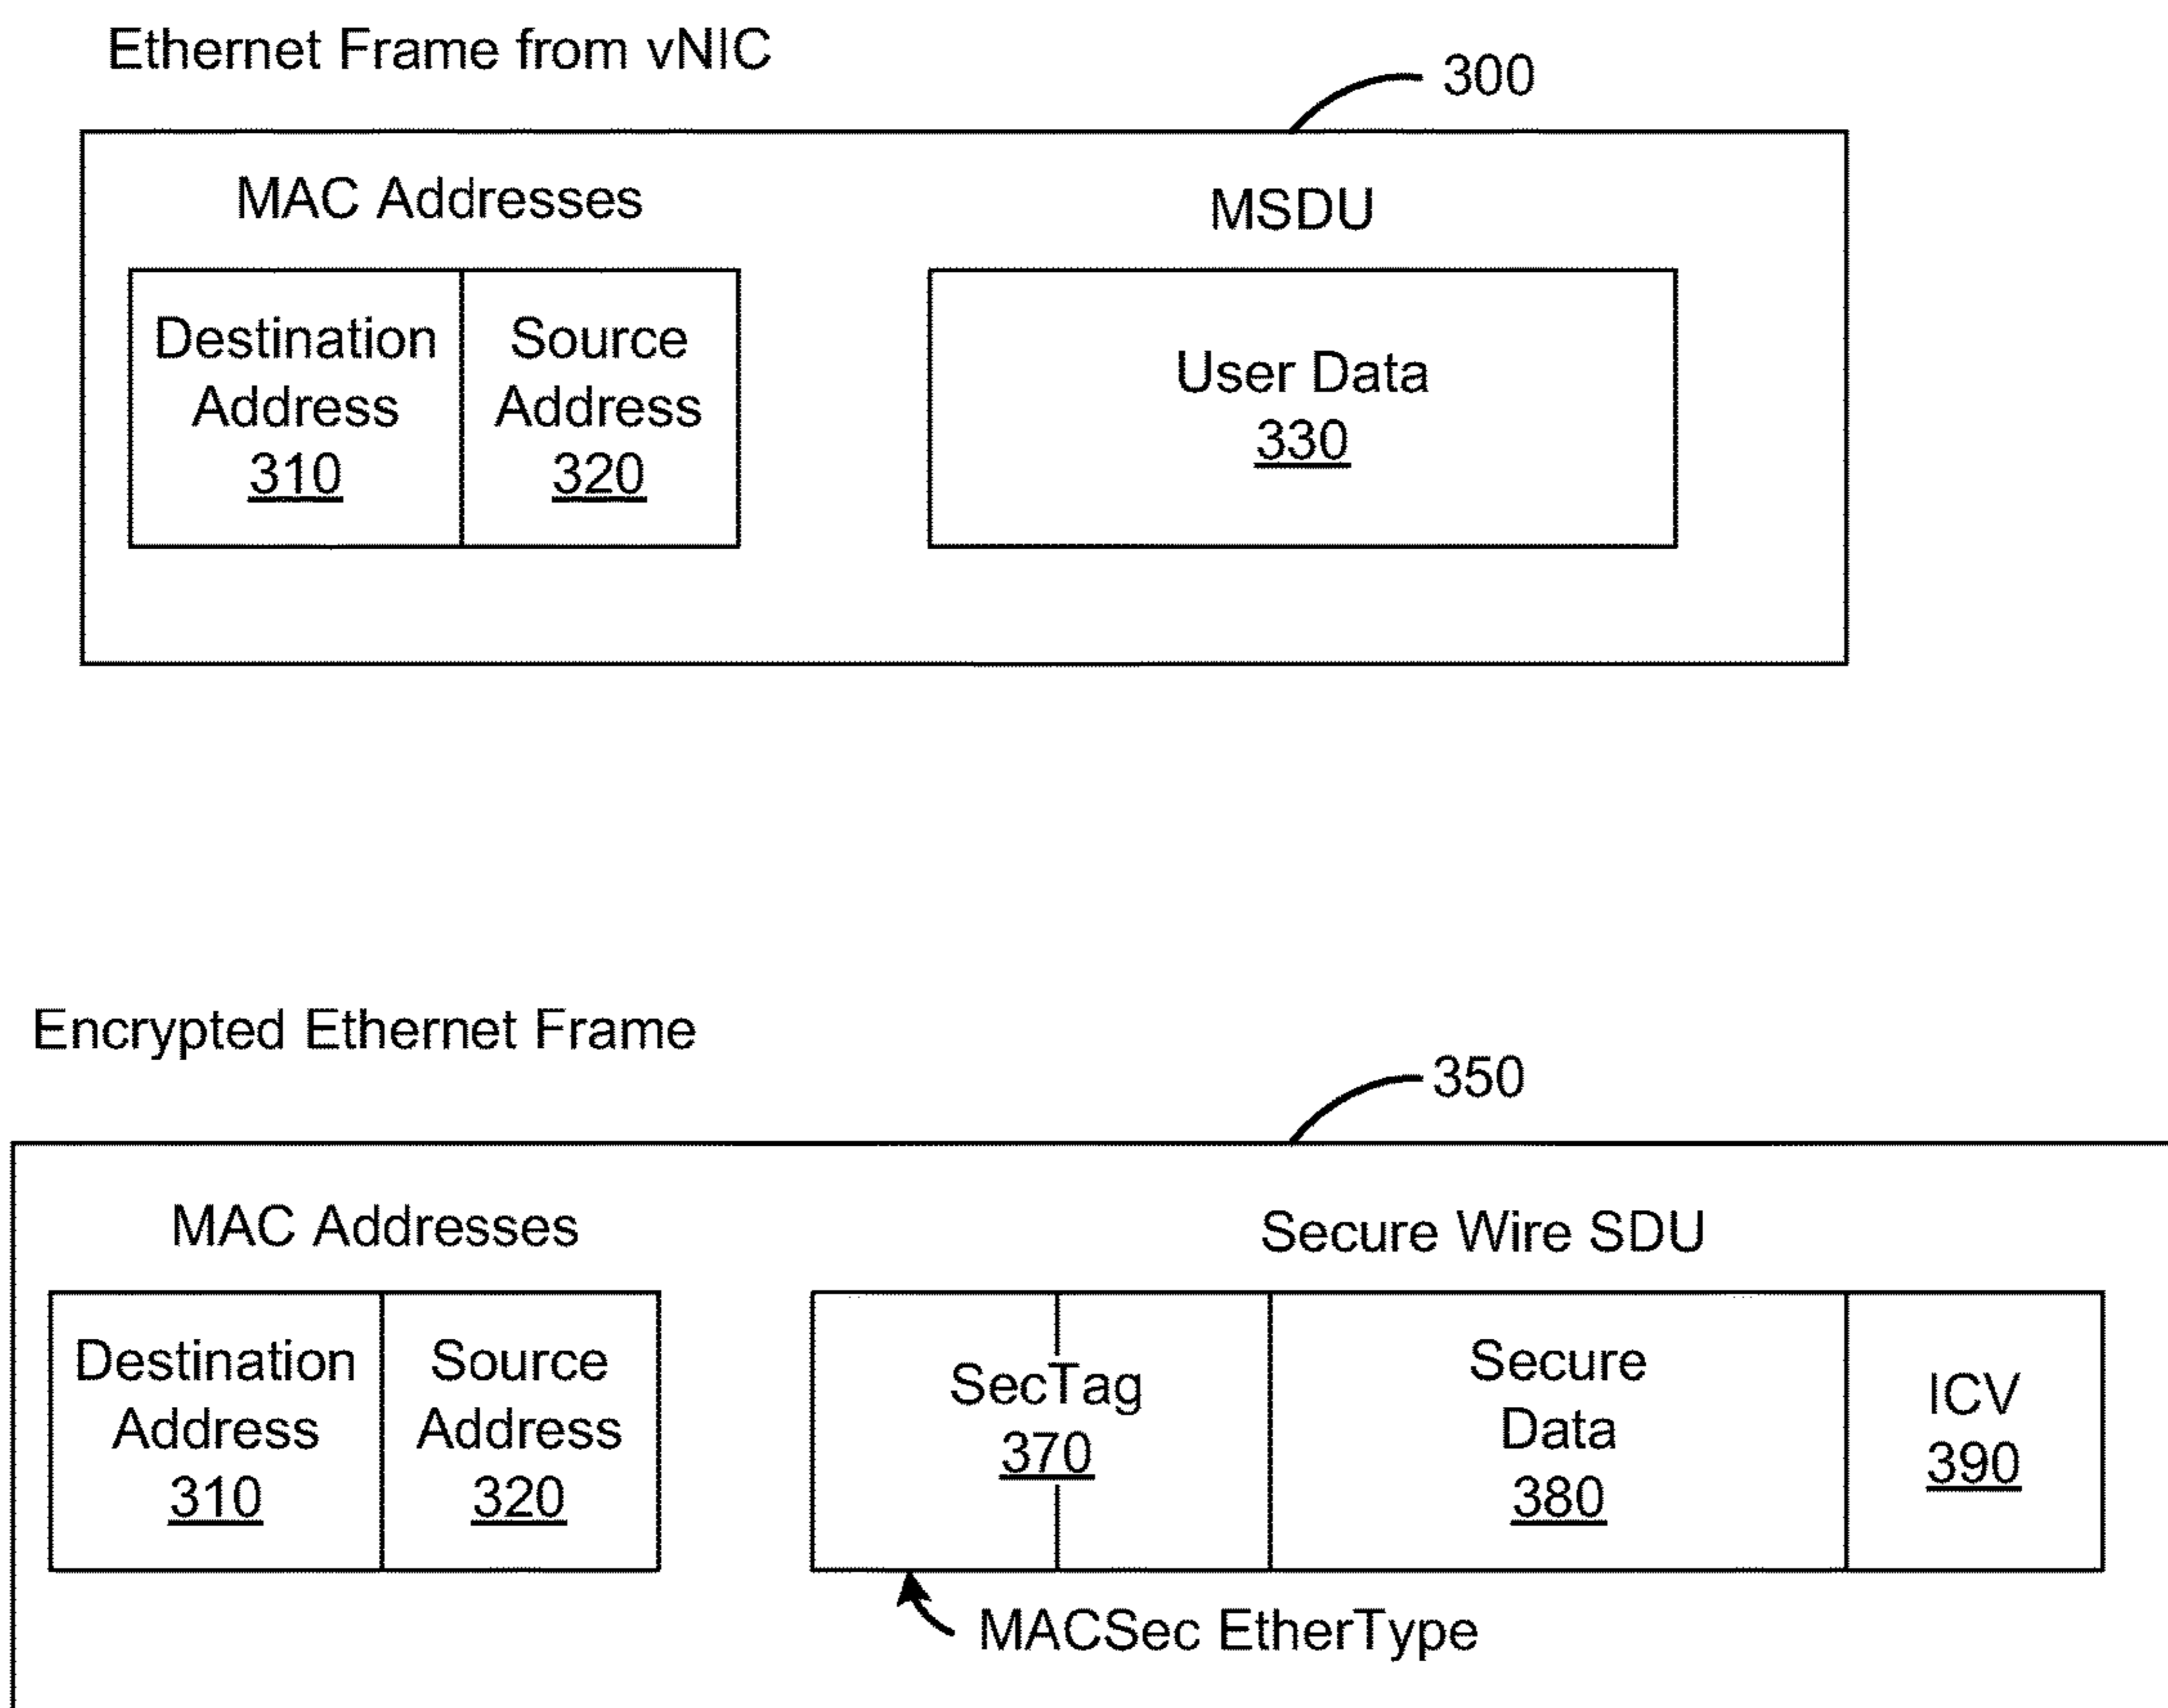 Ethernet Frame from vNIC
300
MAC Addresses
MSDU
Destination
Address
310
Source
Address
320
User Data
330
Encrypted Ethernet Frame
350
MAC Addresses
Secure Wire SDU
Destination
Address
310
Source
Address
320
SecTag
370
Secure
Data
380
ICV
390
MACSec EtherType